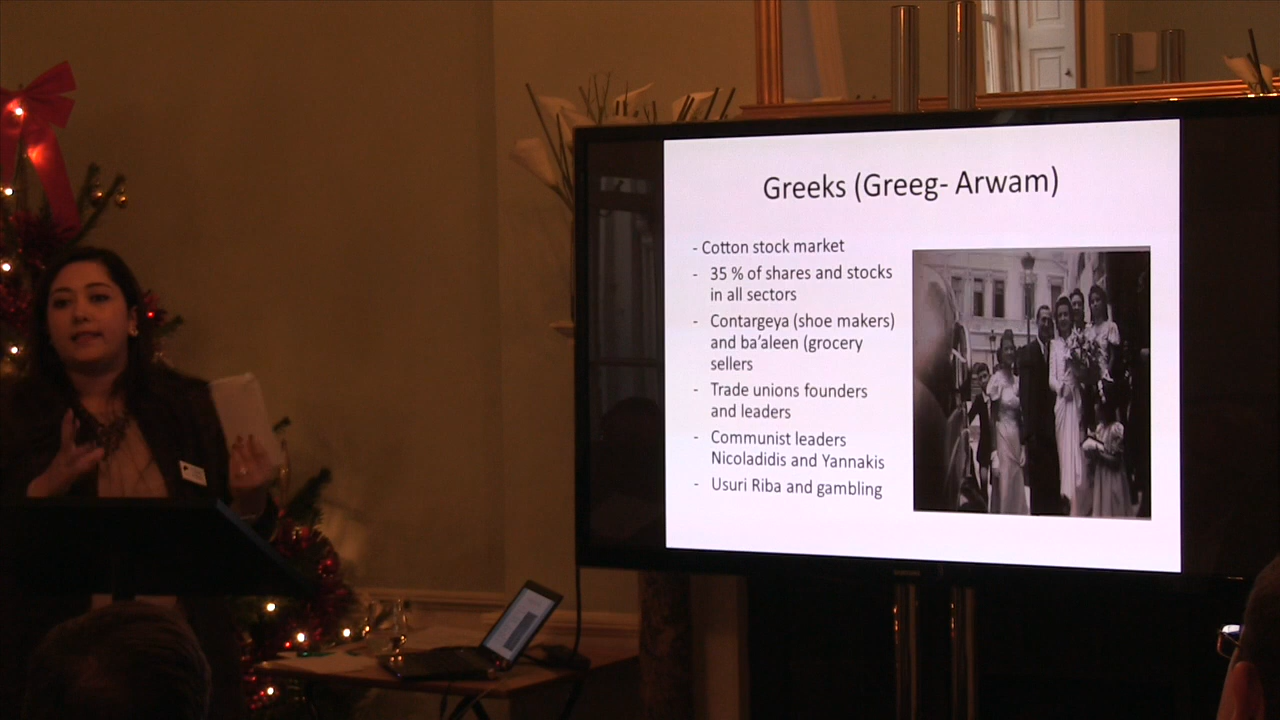 Greeks (Greeg- Arwam)
- Cotton stock market
- 35 % of shares and stocks
in all sectors
- Contargeya (shoe makers)
and ba'aleen (grocery
sellers
- Trade unions founders
and leaders
- Communist leaders
Nicoladidis and Yannakis
- Usuri Riba and gambling
SAMSUNG